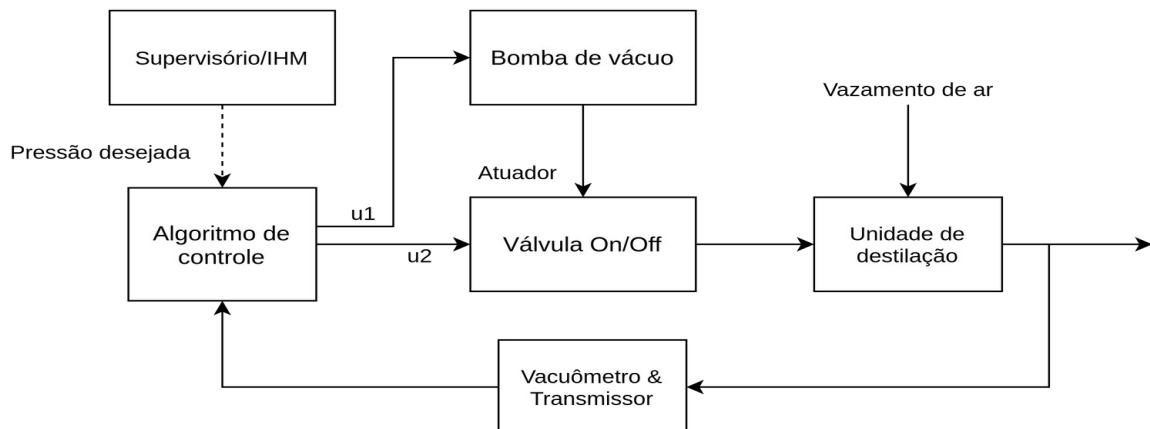 Supervisório/IHM
Bomba de vácuo
Vazamento de ar
Pressão desejada
Atuador
u1
Algoritmo de
controle
u2
Válvula On/Off
Unidade de
destilação
Vacuômetro &
Transmissor